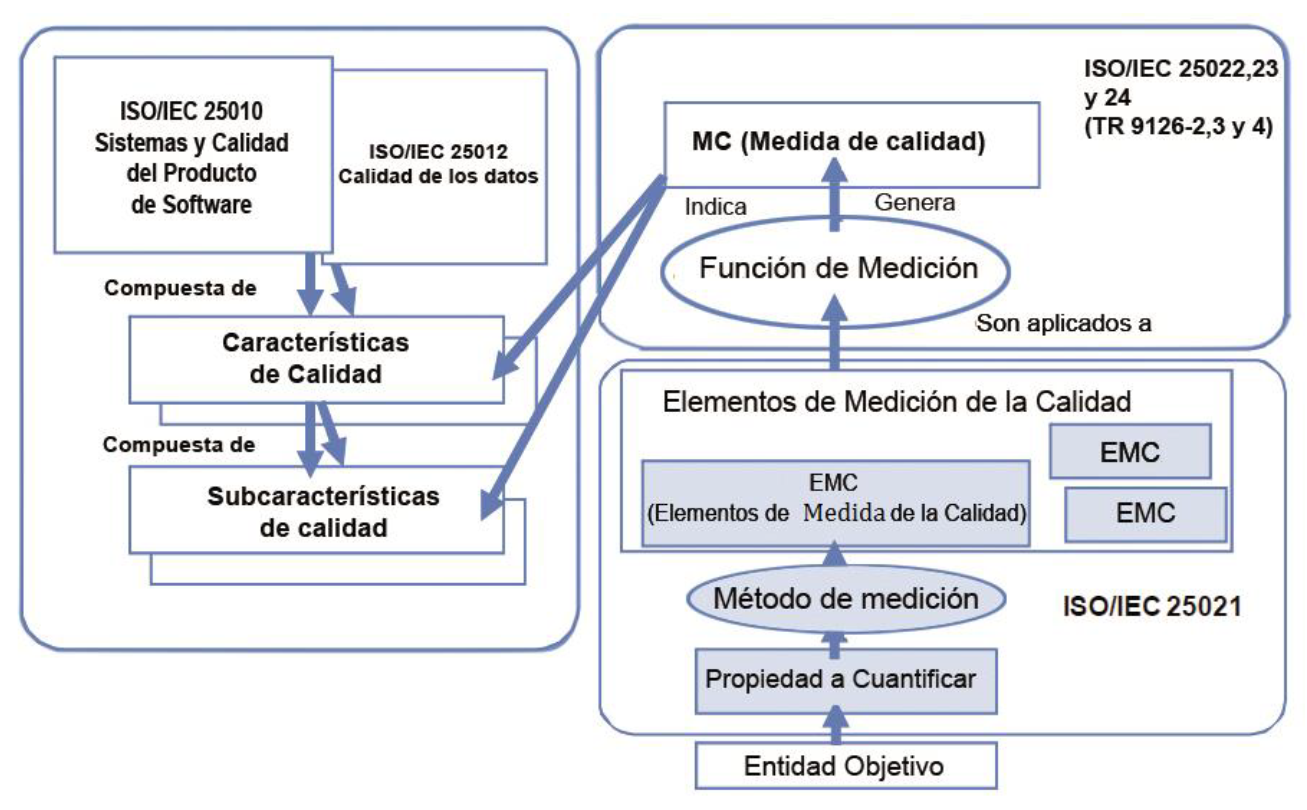 ISO/IEC 25010
Sistemas y Calidad
del Producto
de Software
ISO/IEC 25012
Calidad de los datos
Compuesta de
Características
de Calidad
Compuesta de
Subcaracterísticas
de calidad
ISO/IEC 25022,23
y 24
(TR 9126-2,3 y 4)
MC (Medida de calidad)
Indica
Genera
Función de Medición
Son aplicados a
Elementos de Medición de la Calidad
EMC
EMC
(Elementos de Medida de la Calidad)
EMC
Método de medición
ISO/IEC 25021
Propiedad a Cuantificar
Entidad Objetivo